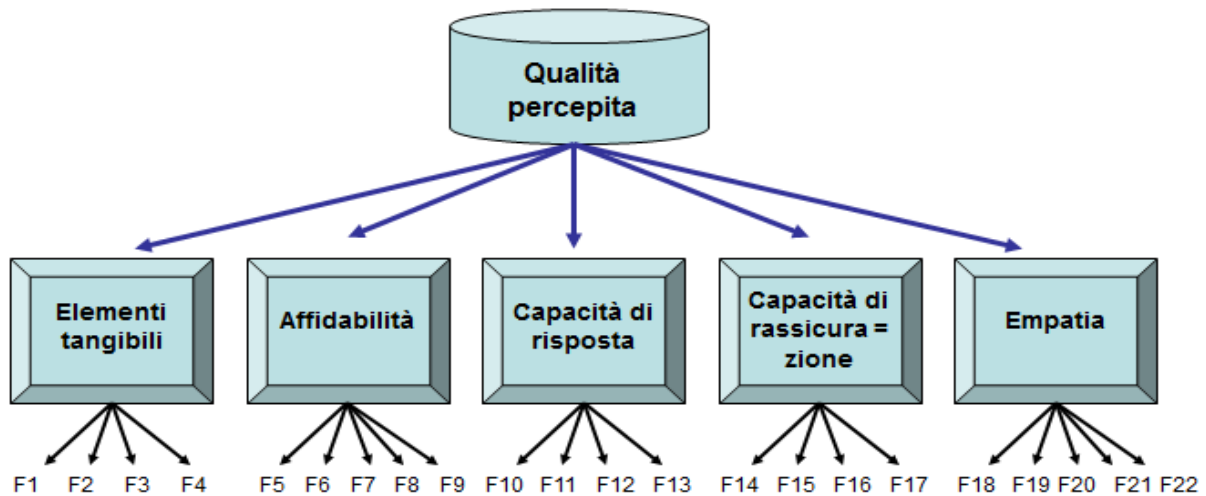 Qualità
percepita
Elementi
tangibili
Affidabilità
Capacità di
risposta
Capacità di
rassicura =
zione
Empatia
F1 F2 F3 F4 F5 F6 F7 F8 F9 F10 F11 F12 F13 F14 F15 F16 F17 F18 F19 F20 F21 F22